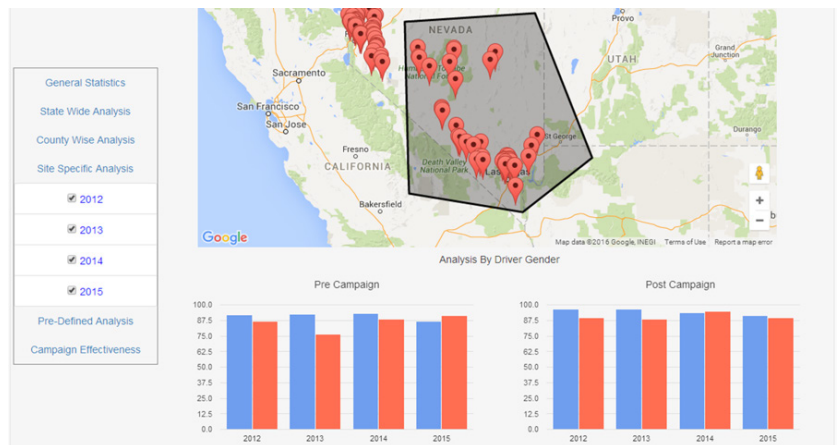 General Statistics
State Wide Analysis
County Wise Analysis
Site Specific Analysis
2012
2013
2014
2015
Pre-Defined Analysis
Campaign Effectiveness
NEVADA
Provo
Grand
Junction
UTAH
Sacramento
San Francisco
San Jose
St George
Durango
Fresno
CALIFORNIA
Death Valley
National Park
Las Vegas
Bakersfield
+
−
Google
Map data ©2016 Google, INEGI Terms of Use Report a map error
Analysis By Driver Gender
Pre Campaign
100.0
87.5
75.0
62.5
50.0
37.5
25.0
12.5
0.0
2012 2013 2014 2015
Post Campaign
100.0
87.5
75.0
62.5
50.0
37.5
25.0
12.5
0.0
2012 2013 2014 2015